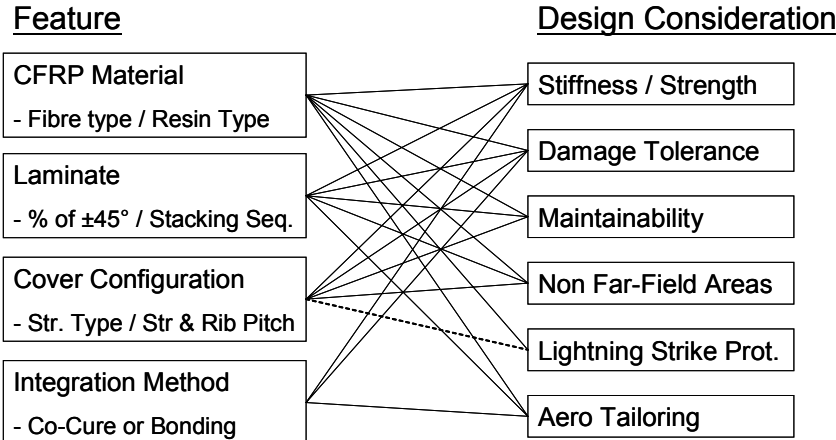 Feature
CFRP Material
- Fibre type / Resin Type
Laminate
- % of ±45° / Stacking Seq.
Cover Configuration
- Str. Type / Str & Rib Pitch
Integration Method
- Co-Cure or Bonding
Design Consideration
Stiffness / Strength
Damage Tolerance
Maintainability
Non Far-Field Areas
Lightning Strike Prot.
Aero Tailoring